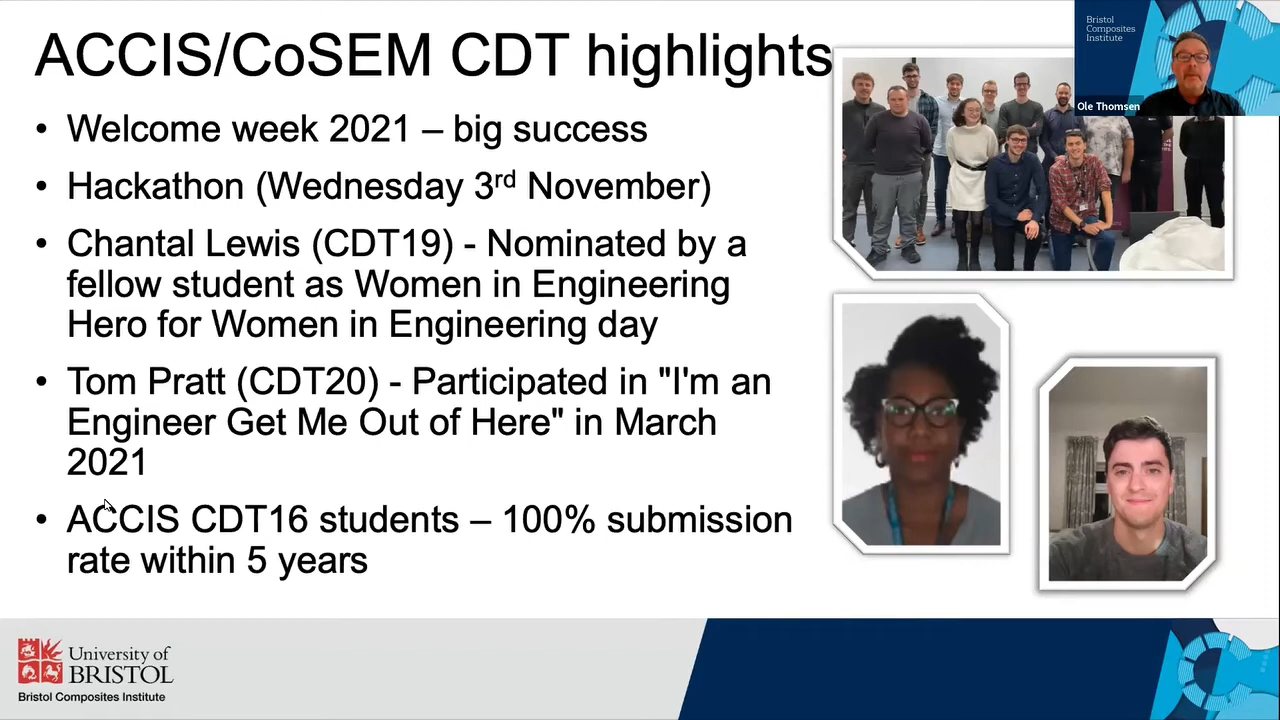 ACCIS/CoSEM CDT highlights
• Welcome week 2021 – big success
• Hackathon (Wednesday 3rd November)
• Chantal Lewis (CDT19) - Nominated by a
fellow student as Women in Engineering
Hero for Women in Engineering day
• Tom Pratt (CDT20) - Participated in "I'm an
Engineer Get Me Out of Here" in March
2021
• ACCIS CDT16 students – 100% submission
rate within 5 years
Bristol
Composites
Institute
Ole Thomsen
University of
BRISTOL
Bristol Composites Institute